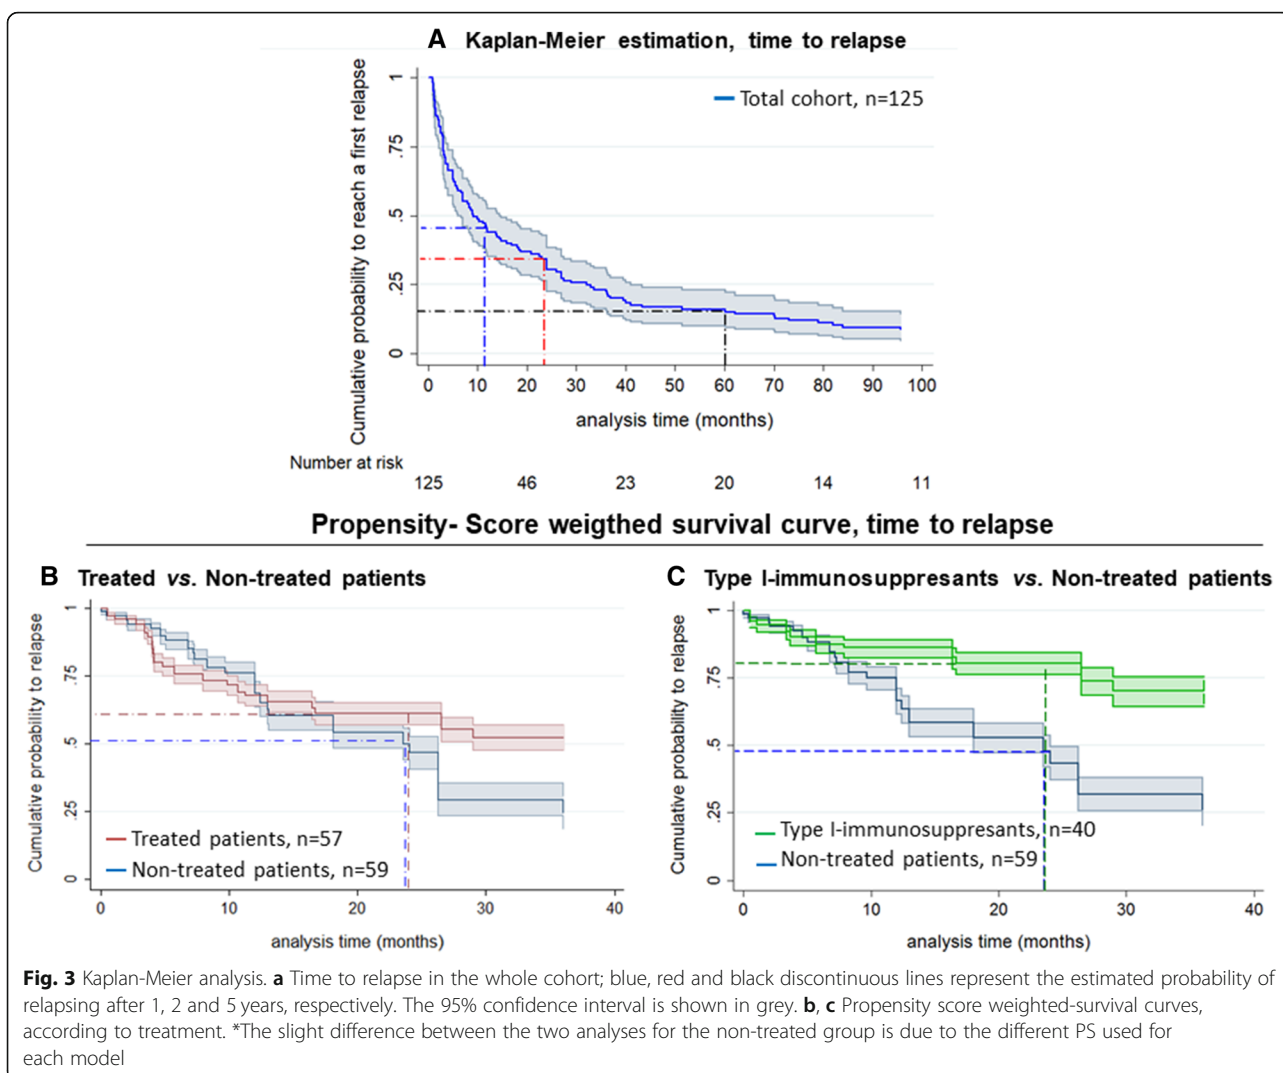 A Kaplan-Meier estimation, time to relapse
Cumulative probability to reach a first relapse
1
.75
.5
.25
0
Total cohort, n=125
0 10 20 30 40 50 60 70 80 90 100
analysis time (months)
Number at risk
125 46 23 20 14 11
Propensity- Score weigthed survival curve, time to relapse
B Treated vs. Non-treated patients
Cumulative probability to relapse
1
.75
.5
.25
0
Treated patients, n=57
Non-treated patients, n=59
0 10 20 30 40
analysis time (months)
C Type I-immunosuppresants vs. Non-treated patients
Cumulative probability to relapse
1
.75
.5
.25
0
Type I-immunosuppresants, n=40
Non-treated patients, n=59
0 10 20 30 40
analysis time (months)
Fig. 3 Kaplan-Meier analysis. a Time to relapse in the whole cohort; blue, red and black discontinuous lines represent the estimated probability of
relapsing after 1, 2 and 5 years, respectively. The 95% confidence interval is shown in grey. b, c Propensity score weighted-survival curves,
according to treatment. *The slight difference between the two analyses for the non-treated group is due to the different PS used for
each model